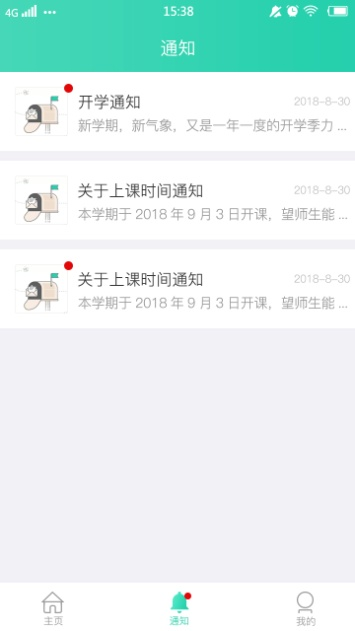 4G 15:38
通知
开学通知 2018-8-30
新学期，新气象，又是一年一度的开学季力 ...
关于上课时间通知 2018-8-30
本学期于 2018 年 9 月 3 日开课，望师生能 ...
关于上课时间通知 2018-8-30
本学期于 2018 年 9 月 3 日开课，望师生能 ...
主页 通知 我的